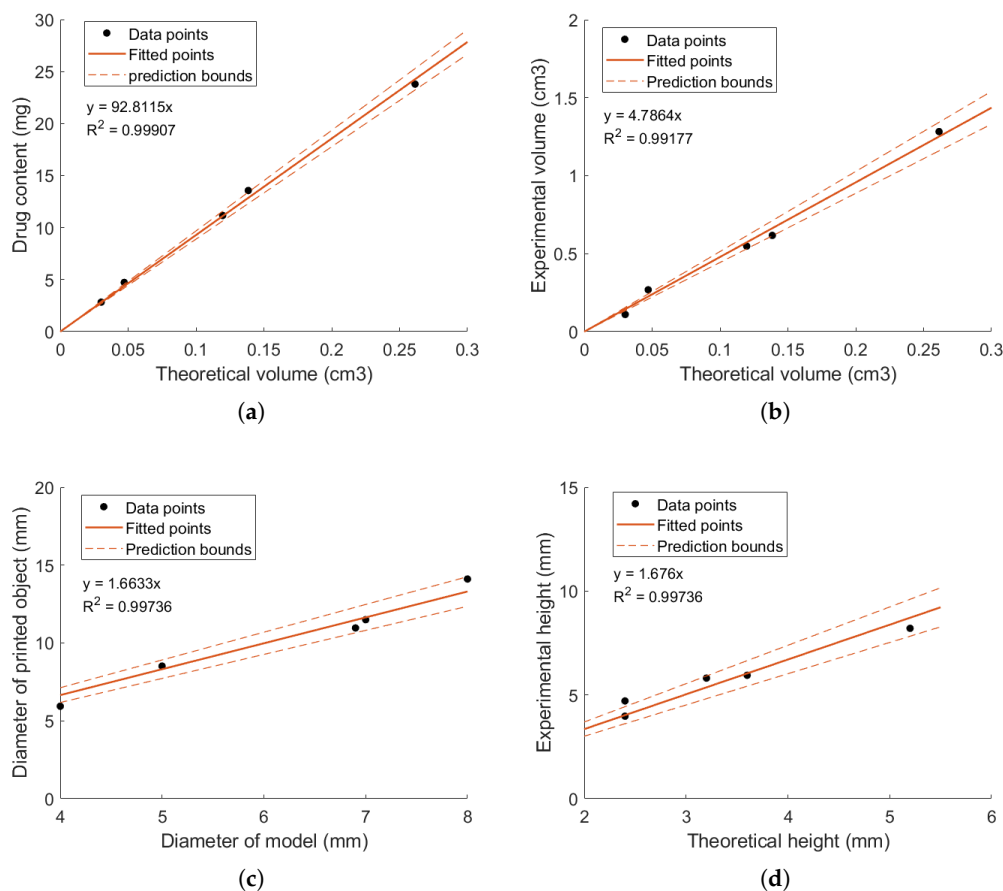 30
25
20
15
10
5
0
Drug content (mg)
Data points
Fitted points
prediction bounds
y = 92.8115x
R² = 0.99907
0 0.05 0.1 0.15 0.2 0.25 0.3
Theoretical volume (cm3)
(a)
2
1.5
1
0.5
0
Experimental volume (cm3)
Data points
Fitted points
Prediction bounds
y = 4.7864x
R² = 0.99177
0 0.05 0.1 0.15 0.2 0.25 0.3
Theoretical volume (cm3)
(b)
20
15
10
5
0
Diameter of printed object (mm)
Data points
Fitted points
Prediction bounds
y = 1.6633x
R² = 0.99736
4 5 6 7 8
Diameter of model (mm)
(c)
15
10
5
0
Experimental height (mm)
Data points
Fitted points
Prediction bounds
y = 1.676x
R² = 0.99736
2 3 4 5 6
Theoretical height (mm)
(d)